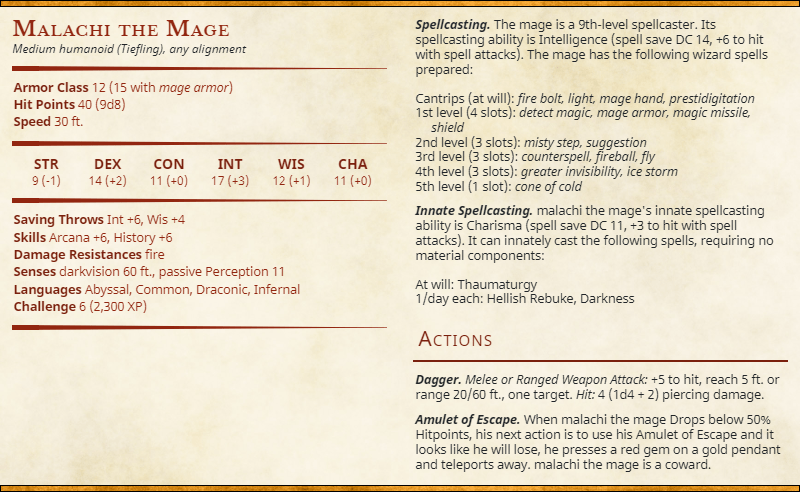 Malachi the Mage
Medium humanoid (Tiefling), any alignment
Armor Class 12 (15 with mage armor)
Hit Points 40 (9d8)
Speed 30 ft.
STR DEX CON INT WIS CHA
9 (-1) 14 (+2) 11 (+0) 17 (+3) 12 (+1) 11 (+0)
Saving Throws Int +6, Wis +4
Skills Arcana +6, History +6
Damage Resistances fire
Senses darkvision 60 ft., passive Perception 11
Languages Abyssal, Common, Draconic, Infernal
Challenge 6 (2,300 XP)
Spellcasting. The mage is a 9th-level spellcaster. Its
spellcasting ability is Intelligence (spell save DC 14, +6 to hit
with spell attacks). The mage has the following wizard spells
prepared:
Cantrips (at will): fire bolt, light, mage hand, prestidigitation
1st level (4 slots): detect magic, mage armor, magic missile,
shield
2nd level (3 slots): misty step, suggestion
3rd level (3 slots): counterspell, fireball, fly
4th level (3 slots): greater invisibility, ice storm
5th level (1 slot): cone of cold
Innate Spellcasting. malachi the mage's innate spellcasting
ability is Charisma (spell save DC 11, +3 to hit with spell
attacks). It can innately cast the following spells, requiring no
material components:
At will: Thaumaturgy
1/day each: Hellish Rebuke, Darkness
Actions
Dagger. Melee or Ranged Weapon Attack: +5 to hit, reach 5 ft. or
range 20/60 ft., one target. Hit: 4 (1d4 + 2) piercing damage.
Amulet of Escape. When malachi the mage Drops below 50%
Hitpoints, his next action is to use his Amulet of Escape and it
looks like he will lose, he presses a red gem on a gold pendant
and teleports away. malachi the mage is a coward.